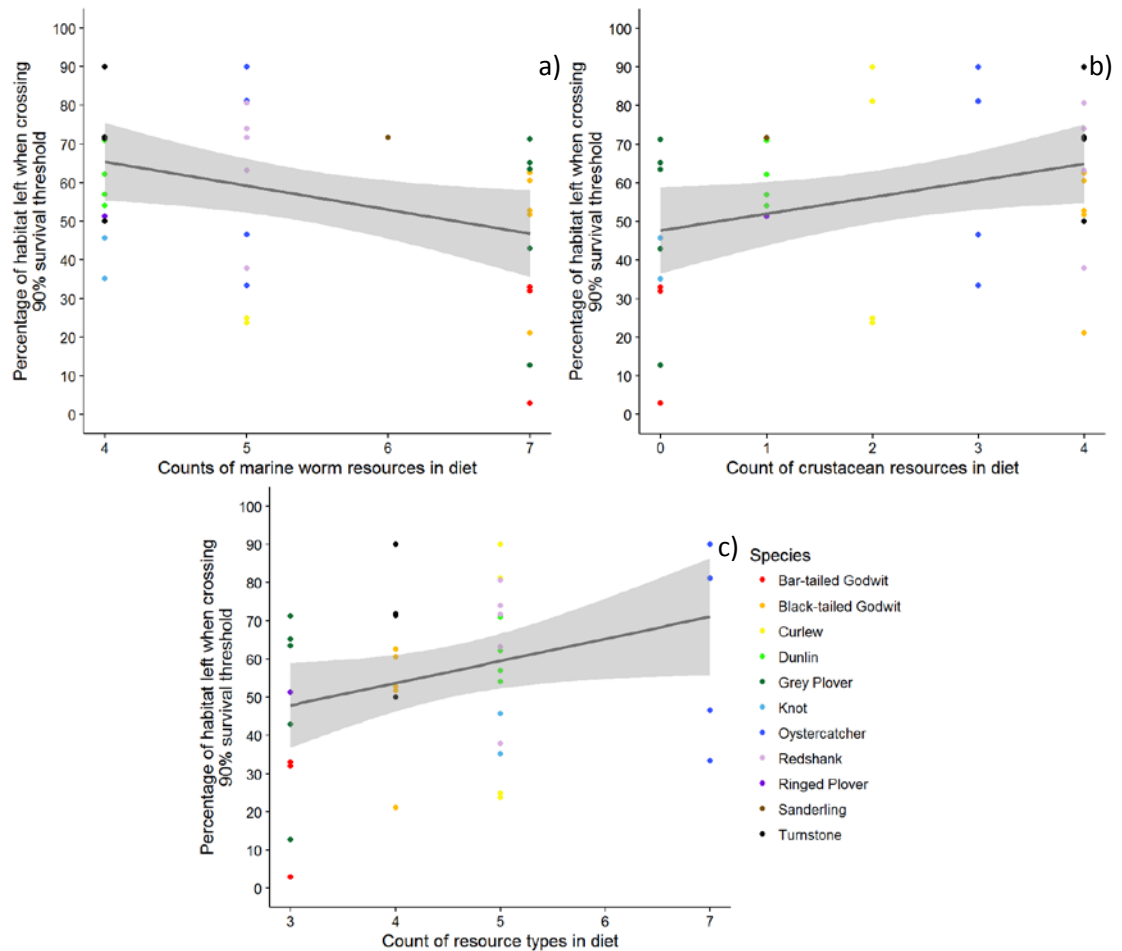 a)
Percentage of habitat left when crossing
90% survival threshold
100
90
80
70
60
50
40
30
20
10
0
4
5
6
7
Counts of marine worm resources in diet
b)
Percentage of habitat left when crossing
90% survival threshold
100
90
80
70
60
50
40
30
20
10
0
0
1
2
3
4
Count of crustacean resources in diet
c)
Percentage of habitat left when crossing
90% survival threshold
100
90
80
70
60
50
40
30
20
10
0
3
4
5
6
7
Count of resource types in diet
Species
Bar-tailed Godwit
Black-tailed Godwit
Curlew
Dunlin
Grey Plover
Knot
Oystercatcher
Redshank
Ringed Plover
Sanderling
Turnstone